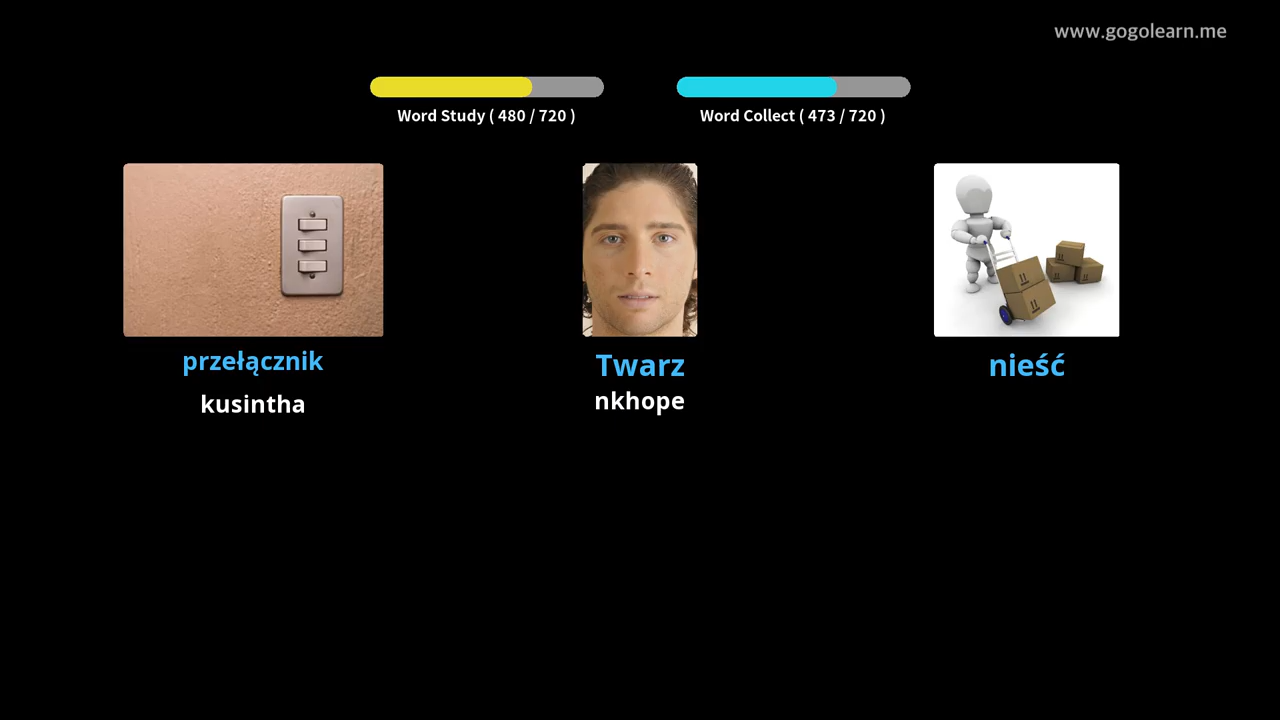 www.gogolearn.me
Word Study ( 480 / 720 )
Word Collect ( 473 / 720 )
przełącznik
kusintha
Twarz
nkhope
nieść